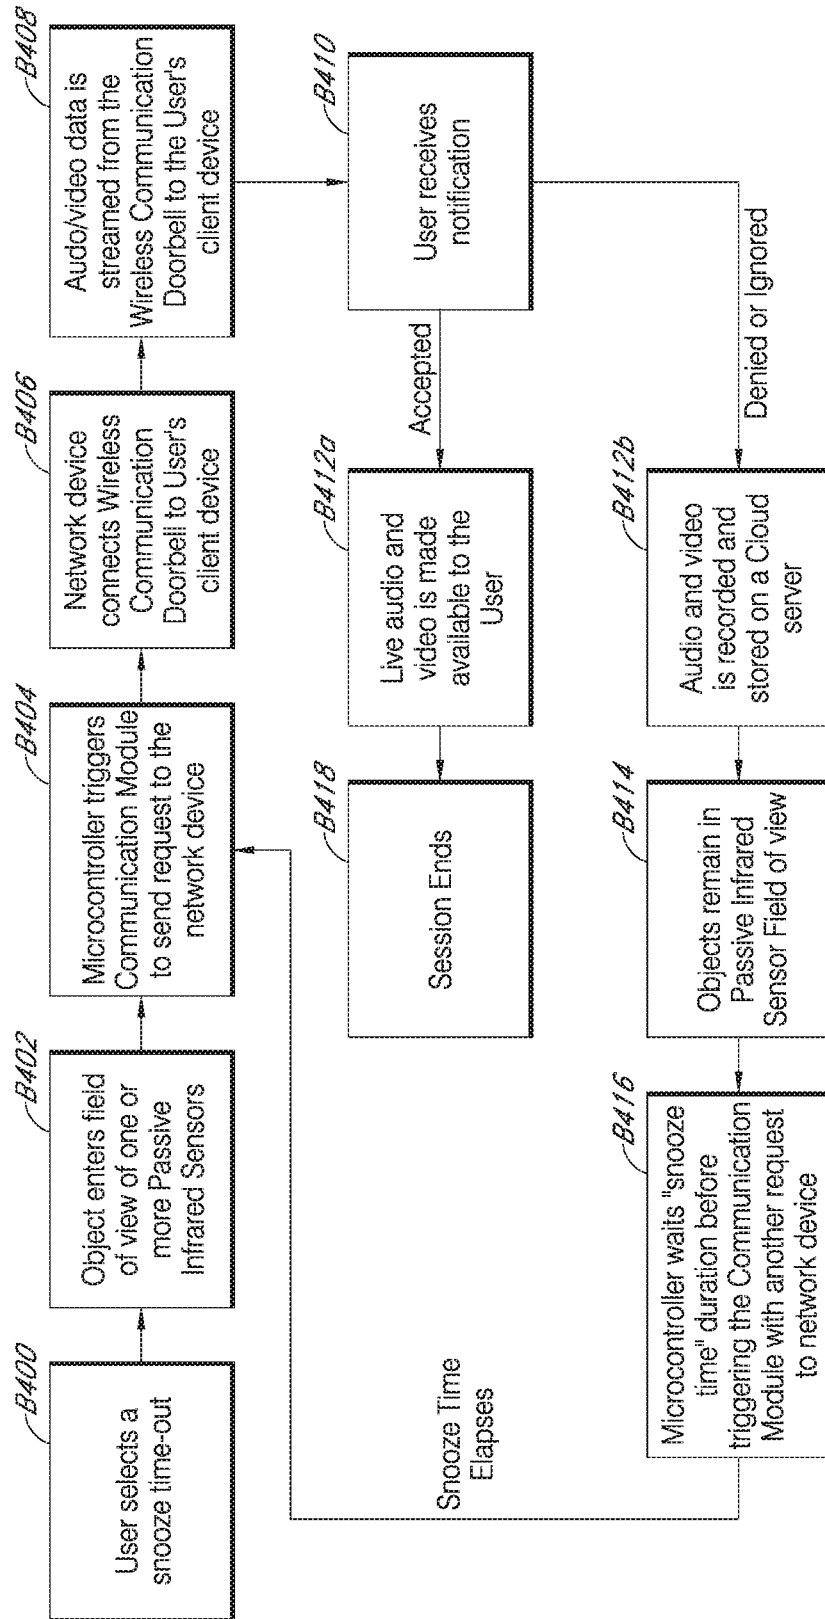 B400
User selects a
snooze time-out
B402
Object enters field
of view of one or
more Passive
Infrared Sensors
B404
Microcontroller triggers
Communication Module
to send request to the
network device
B406
Network device
connects Wireless
Communication
Doorbell to User's
client device
B408
Audo/video data is
streamed from the
Wireless Communication
Doorbell to the User's
client device
B410
User receives
notification
Accepted
B412a
Live audio and
video is made
available to the
User
B418
Session Ends
Denied or Ignored
B412b
Audio and video
is recorded and
stored on a Cloud
server
B414
Objects remain in
Passive Infrared
Sensor Field of view
B416
Microcontroller waits "snooze
time" duration before
triggering the Communication
Module with another request
to network device
Snooze Time
Elapses